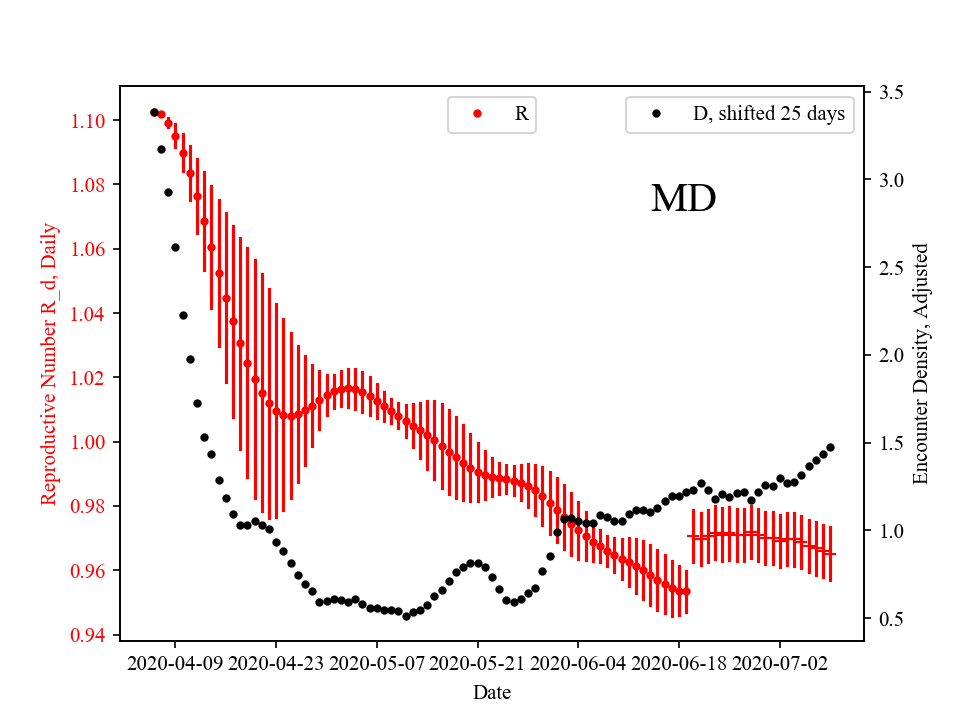 R
D, shifted 25 days
MD
Reproductive Number R_d, Daily
1.10
1.08
1.06
1.04
1.02
1.00
0.98
0.96
0.94
3.5
3.0
2.5
2.0
1.5
1.0
0.5
Encounter Density, Adjusted
2020-04-09 2020-04-23 2020-05-07 2020-05-21 2020-06-04 2020-06-18 2020-07-02
Date